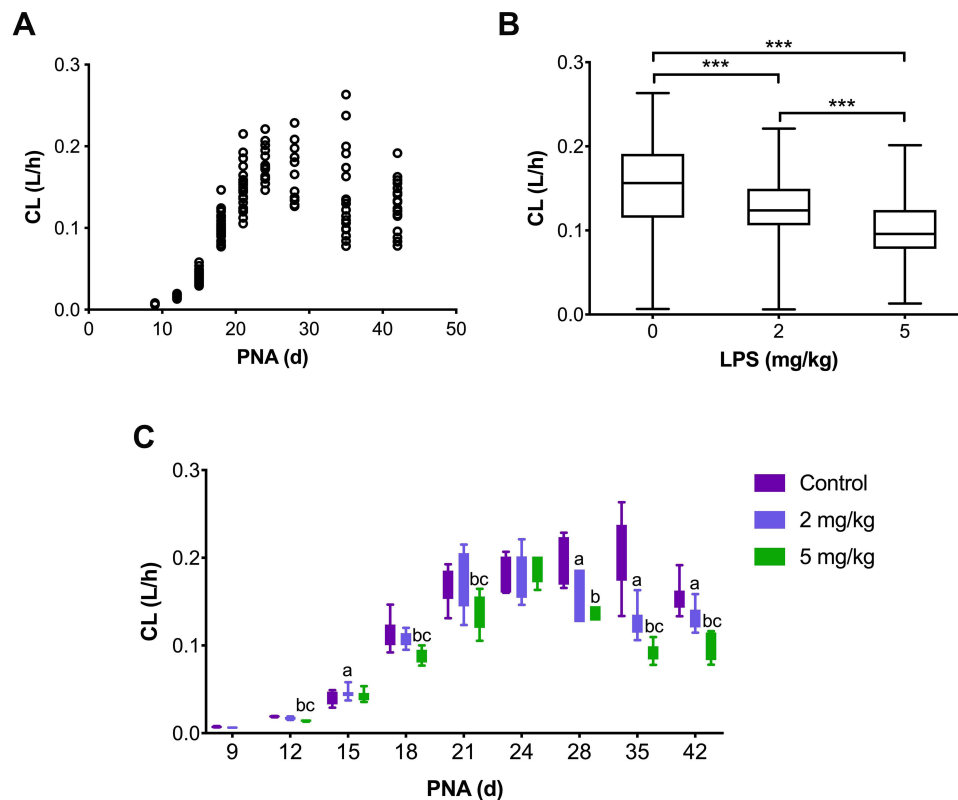 A
CL (L/h)
0.3
0.2
0.1
0.0
0 10 20 30 40 50
PNA (d)
B
CL (L/h)
0.3
0.2
0.1
0.0
***
*** ***
0 2 5
LPS (mg/kg)
C
CL (L/h)
0.3
0.2
0.1
0.0
bc a bc bc a b a bc a bc
9 12 15 18 21 24 28 35 42
PNA (d)
Control
2 mg/kg
5 mg/kg